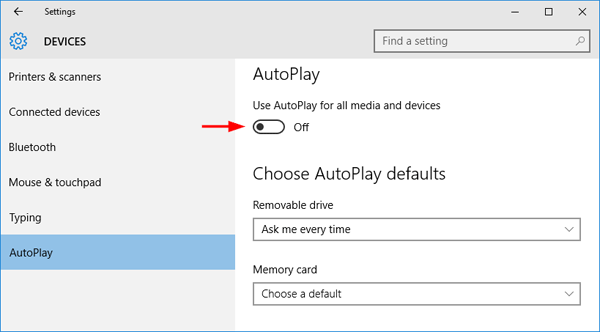 Settings
DEVICES
Find a setting
Printers & scanners
Connected devices
Bluetooth
Mouse & touchpad
Typing
AutoPlay
AutoPlay
Use AutoPlay for all media and devices
Off
Choose AutoPlay defaults
Removable drive
Ask me every time
Memory card
Choose a default